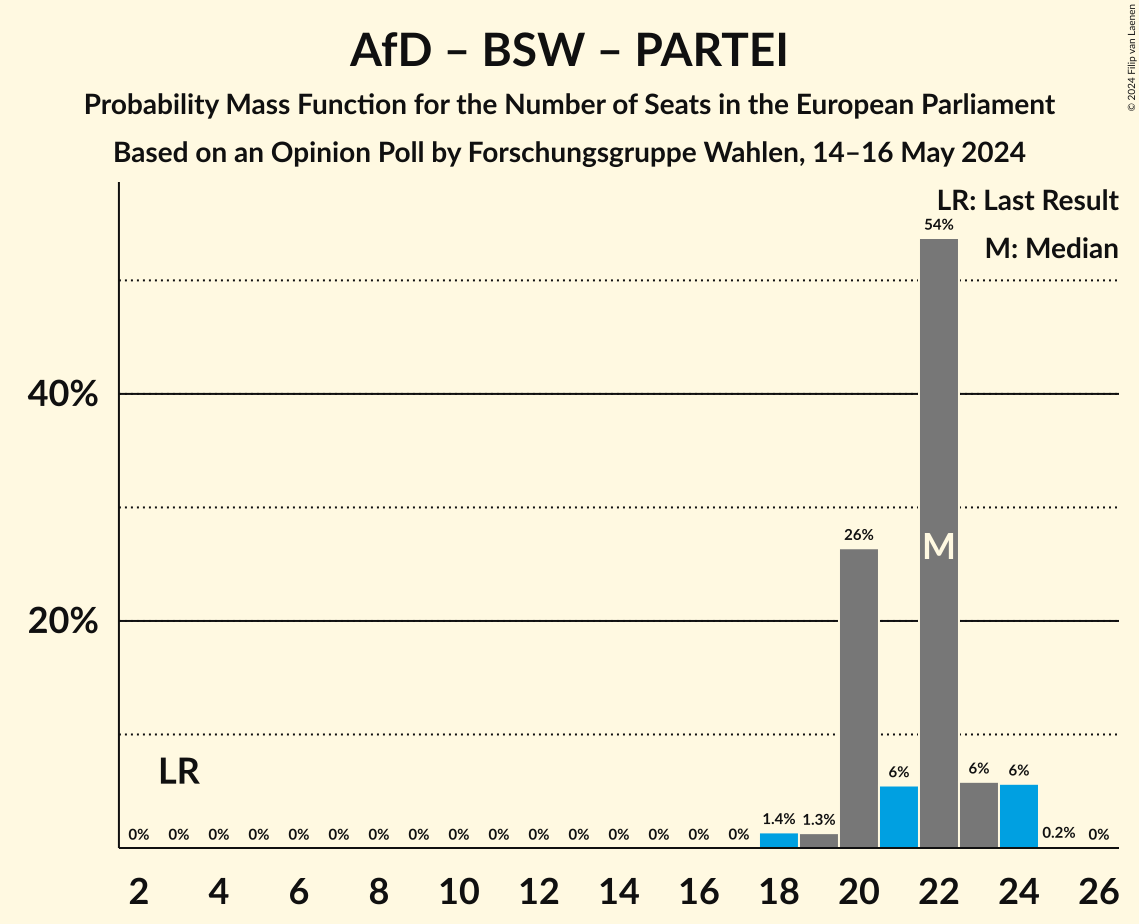 AfD – BSW – PARTEI
Probability Mass Function for the Number of Seats in the European Parliament
Based on an Opinion Poll by Forschungsgruppe Wahlen, 14–16 May 2024
© 2024 Filip van Laenen
LR: Last Result
M: Median
54%
40%
26%
M
20%
LR
6% 6% 6%
0% 0% 0% 0% 0% 0% 0% 0% 0% 0% 0% 0% 0% 0% 0% 0% 1.4% 1.3% 0.2% 0%
2 4 6 8 10 12 14 16 18 20 22 24 26